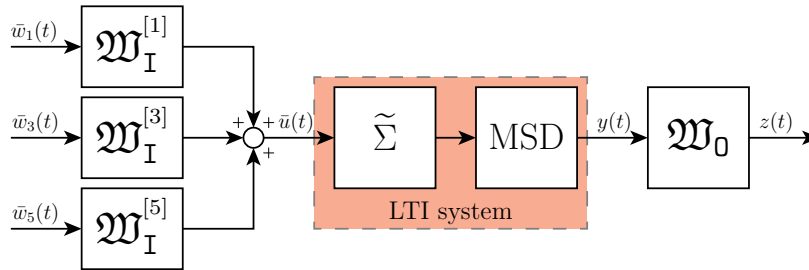 w̄₁(t) 𝔚_I^[1]
w̄₃(t) 𝔚_I^[3] + + ū(t) Σ̃ MSD y(t) 𝔚_O z(t)
+
w̄₅(t) 𝔚_I^[5] LTI system